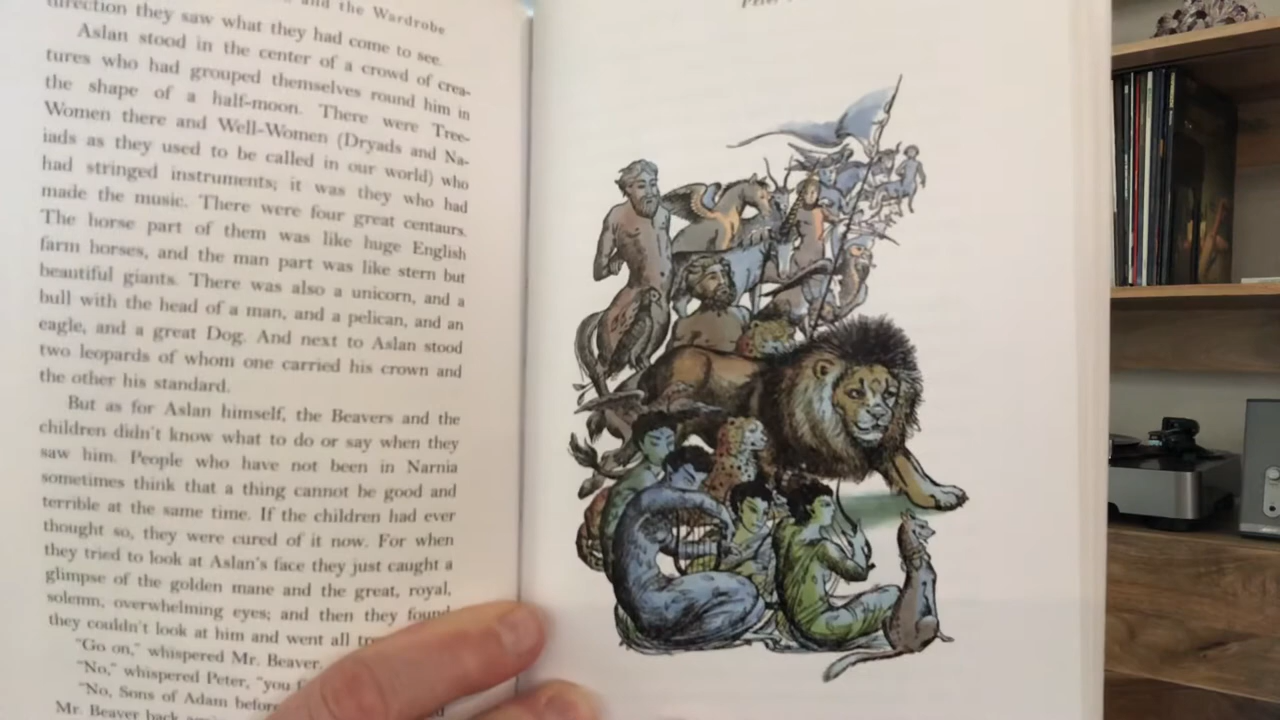 and the Wardrobe
direction they saw what they had come to see.
Aslan stood in the center of a crowd of crea-
tures who had grouped themselves round him in
the shape of a half-moon. There were Tree-
Women there and Well-Women (Dryads and Na-
iads as they used to be called in our world) who
had stringed instruments; it was they who had
made the music. There were four great centaurs.
The horse part of them was like huge English
farm horses, and the man part was like stern but
beautiful giants. There was also a unicorn, and a
bull with the head of a man, and a pelican, and an
eagle, and a great Dog. And next to Aslan stood
two leopards of whom one carried his crown and
the other his standard.
But as for Aslan himself, the Beavers and the
children didn't know what to do or say when they
saw him. People who have not been in Narnia
sometimes think that a thing cannot be good and
terrible at the same time. If the children had ever
thought so, they were cured of it now. For when
they tried to look at Aslan's face they just caught a
glimpse of the golden mane and the great, royal,
solemn, overwhelming eyes; and then they found
they couldn't look at him and went all
"Go on," whispered Mr. Beaver.
"No," whispered Peter, "you
"No, Sons of Adam before
Mr. Beaver back
Peter